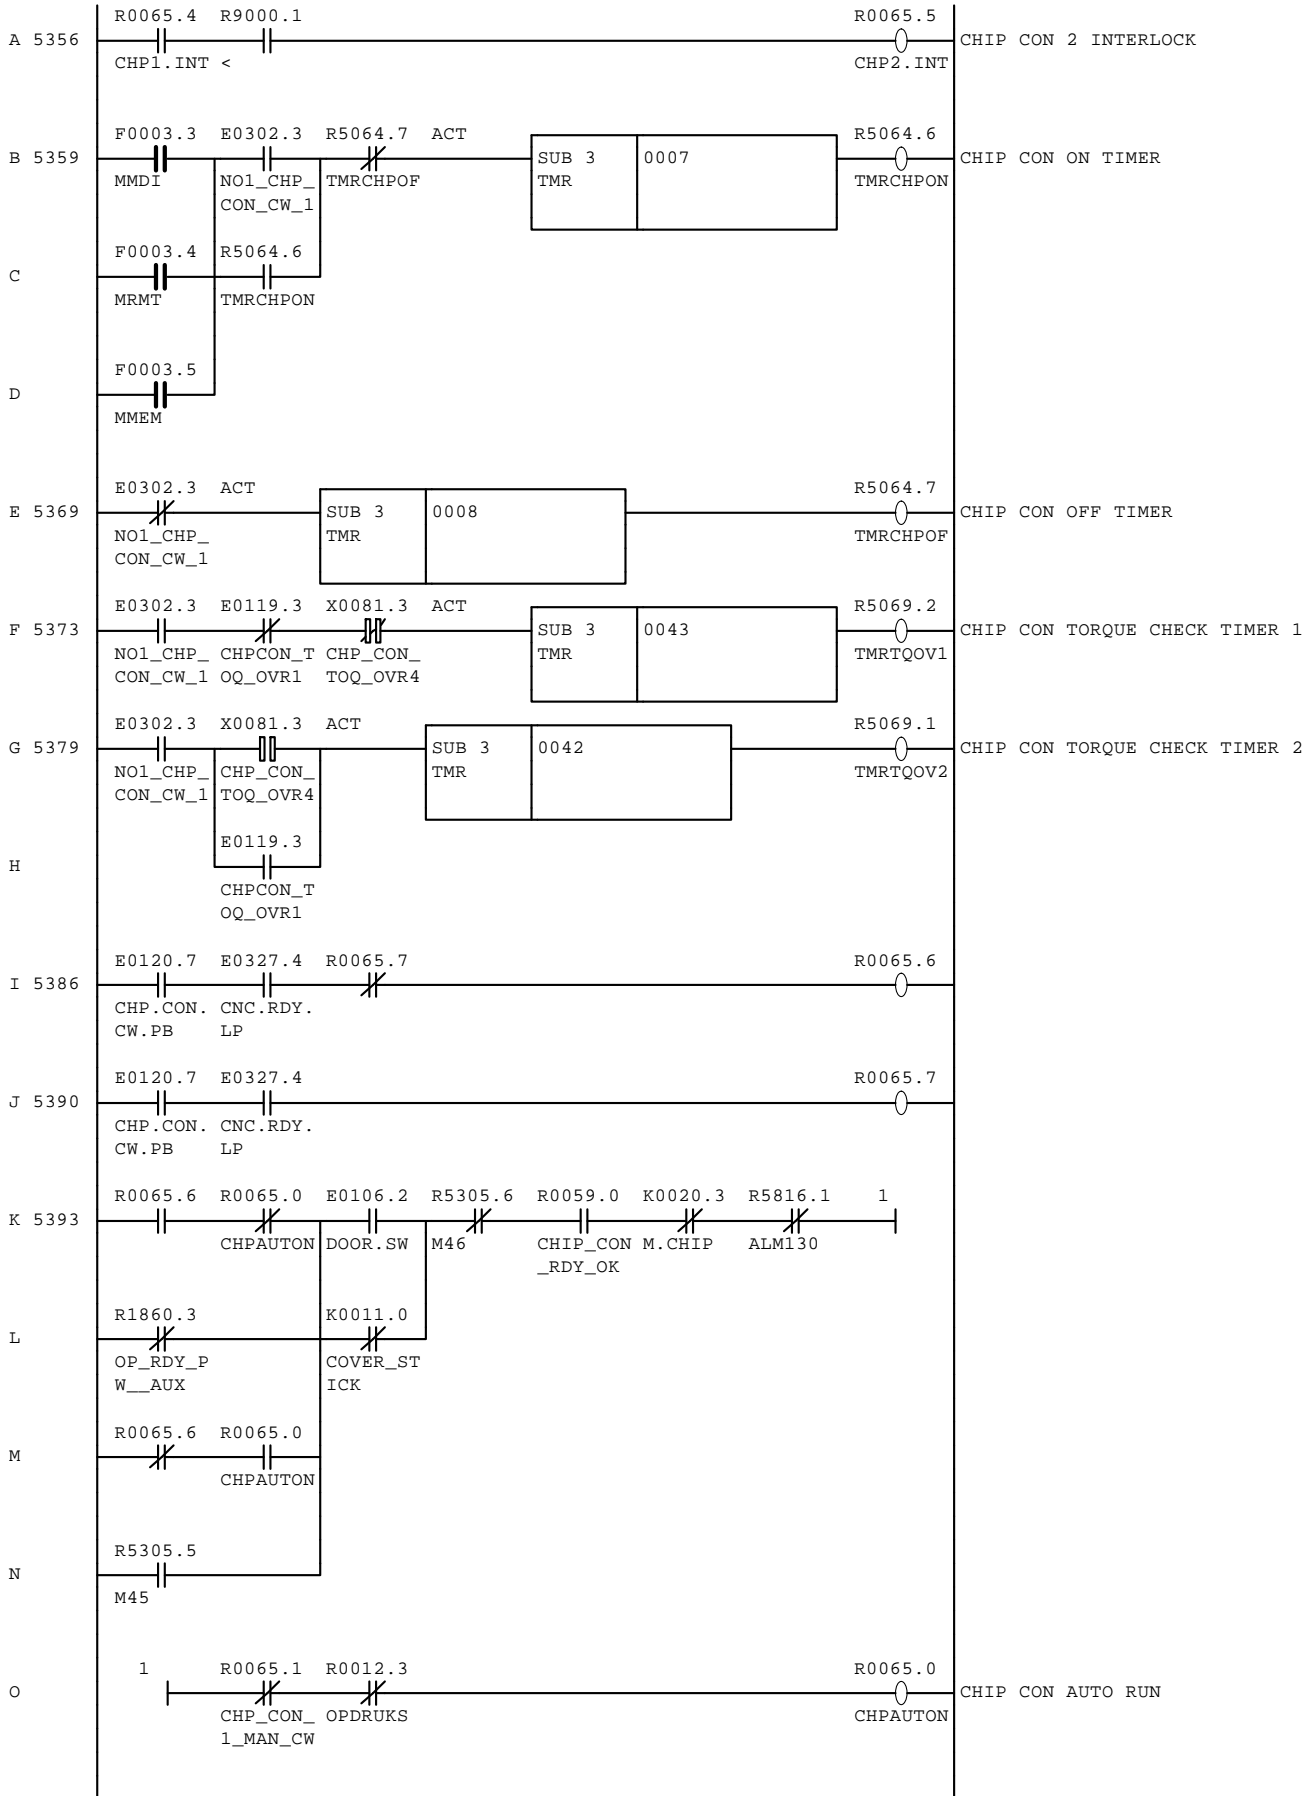 R0065.4 R9000.1 R0065.5
A 5356 CHIP CON 2 INTERLOCK
CHP1.INT < CHP2.INT
F0003.3 E0302.3 R5064.7 ACT R5064.6
B 5359 SUB 3 0007 CHIP CON ON TIMER
MMDI NO1_CHP_ TMRCHPOF TMR TMRCHPON
CON_CW_1
F0003.4 R5064.6
C
MRMT TMRCHPON
F0003.5
D
MMEM
E0302.3 ACT R5064.7
E 5369 SUB 3 0008 CHIP CON OFF TIMER
NO1_CHP_ TMR TMRCHPOF
CON_CW_1
E0302.3 E0119.3 X0081.3 ACT R5069.2
F 5373 SUB 3 0043 CHIP CON TORQUE CHECK TIMER 1
NO1_CHP_ CHPCON_T CHP_CON_ TMR TMRTQOV1
CON_CW_1 OQ_OVR1 TOQ_OVR4
E0302.3 X0081.3 ACT R5069.1
G 5379 SUB 3 0042 CHIP CON TORQUE CHECK TIMER 2
NO1_CHP_ CHP_CON_ TMR TMRTQOV2
CON_CW_1 TOQ_OVR4
E0119.3
H
CHPCON_T
OQ_OVR1
E0120.7 E0327.4 R0065.7 R0065.6
I 5386
CHP.CON. CNC.RDY.
CW.PB LP
E0120.7 E0327.4 R0065.7
J 5390
CHP.CON. CNC.RDY.
CW.PB LP
R0065.6 R0065.0 E0106.2 R5305.6 R0059.0 K0020.3 R5816.1 1
K 5393
CHPAUTON DOOR.SW M46 CHIP_CON M.CHIP ALM130
_RDY_OK
R1860.3 K0011.0
L
OP_RDY_P COVER_ST
W__AUX ICK
R0065.6 R0065.0
M
CHPAUTON
R5305.5
N
M45
1 R0065.1 R0012.3 R0065.0
O CHIP CON AUTO RUN
CHP_CON_ OPDRUKS CHPAUTON
1_MAN_CW